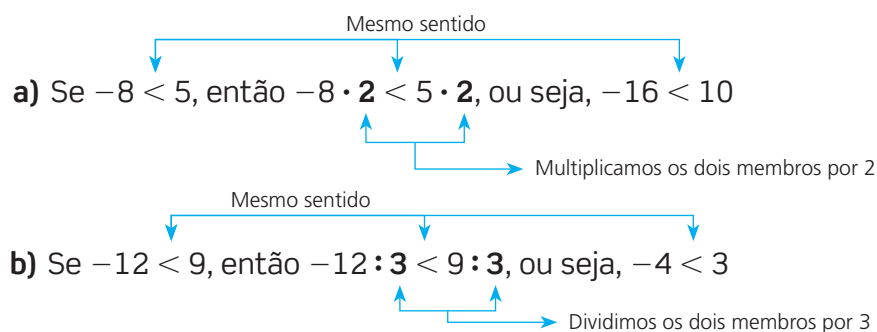 Mesmo sentido
a) Se −8 < 5, então −8 · 2 < 5 · 2, ou seja, −16 < 10
Multiplicamos os dois membros por 2
Mesmo sentido
b) Se −12 < 9, então −12 : 3 < 9 : 3, ou seja, −4 < 3
Dividimos os dois membros por 3